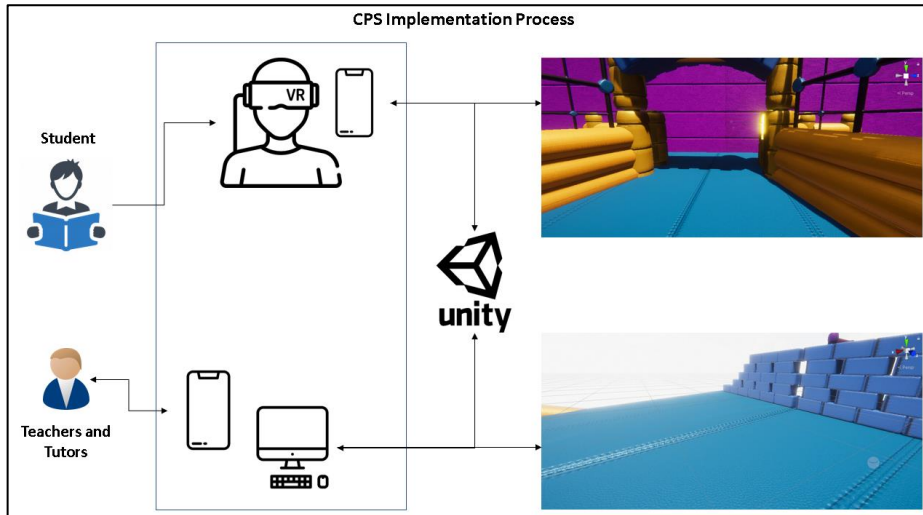 CPS Implementation Process
VR
Student
unity
Teachers and
Tutors